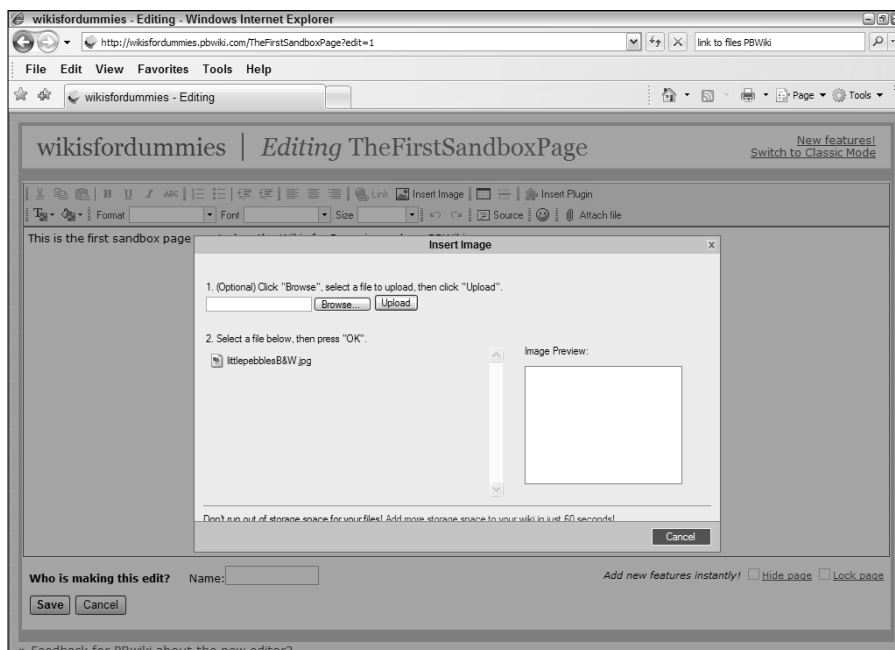 wikisfordummies - Editing - Windows Internet Explorer
http://wikisfordummies.pbwiki.com/TheFirstSandboxPage?edit=1
link to files PBWiki
File Edit View Favorites Tools Help
wikisfordummies - Editing
Page Tools
wikisfordummies | Editing TheFirstSandboxPage
New features!
Switch to Classic Mode
B U I ABC Link Insert Image Insert Plugin
Format Font Size Source Attach file
This is the first sandbox page
Insert Image x
1. (Optional) Click "Browse", select a file to upload, then click "Upload".
Browse... Upload
2. Select a file below, then press "OK".
littlepebblesB&W.jpg
Image Preview:
Don't run out of storage space for your files! Add more storage space to your wiki in just 60 seconds!
Cancel
Who is making this edit? Name:
Add new features instantly! Hide page Lock page
Save Cancel
» Feedback for PBwiki about the new editor?